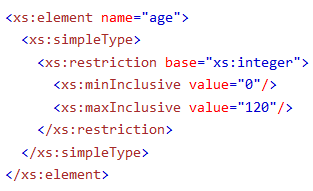 <xs:element name="age">
  <xs:simpleType>
    <xs:restriction base="xs:integer">
      <xs:minInclusive value="0"/>
      <xs:maxInclusive value="120"/>
    </xs:restriction>
  </xs:simpleType>
</xs:element>